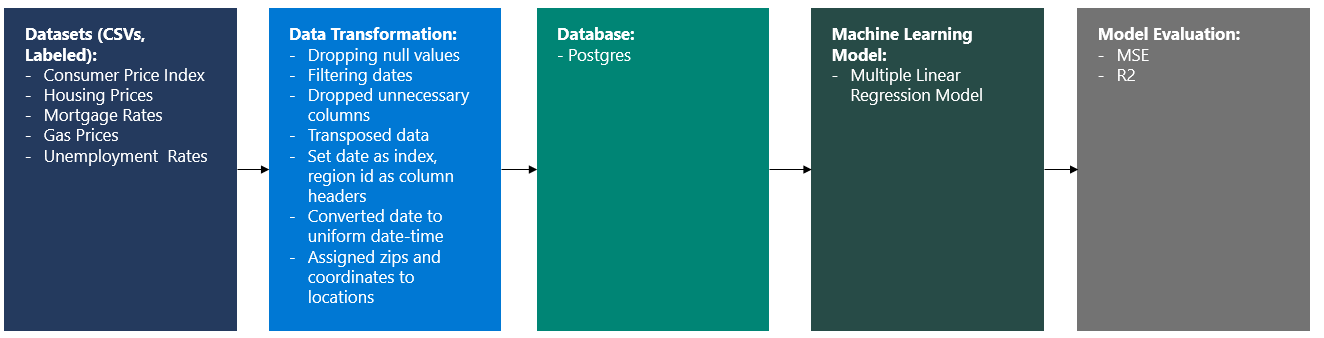 Datasets (CSVs,
Labeled):
- Consumer Price Index
- Housing Prices
- Mortgage Rates
- Gas Prices
- Unemployment  Rates
Data Transformation:
- Dropping null values
- Filtering dates
- Dropped unnecessary
columns
- Transposed data
- Set date as index,
region id as column
headers
- Converted date to
uniform date-time
- Assigned zips and
coordinates to
locations
Database:
- Postgres
Machine Learning
Model:
- Multiple Linear
Regression Model
Model Evaluation:
- MSE
- R2